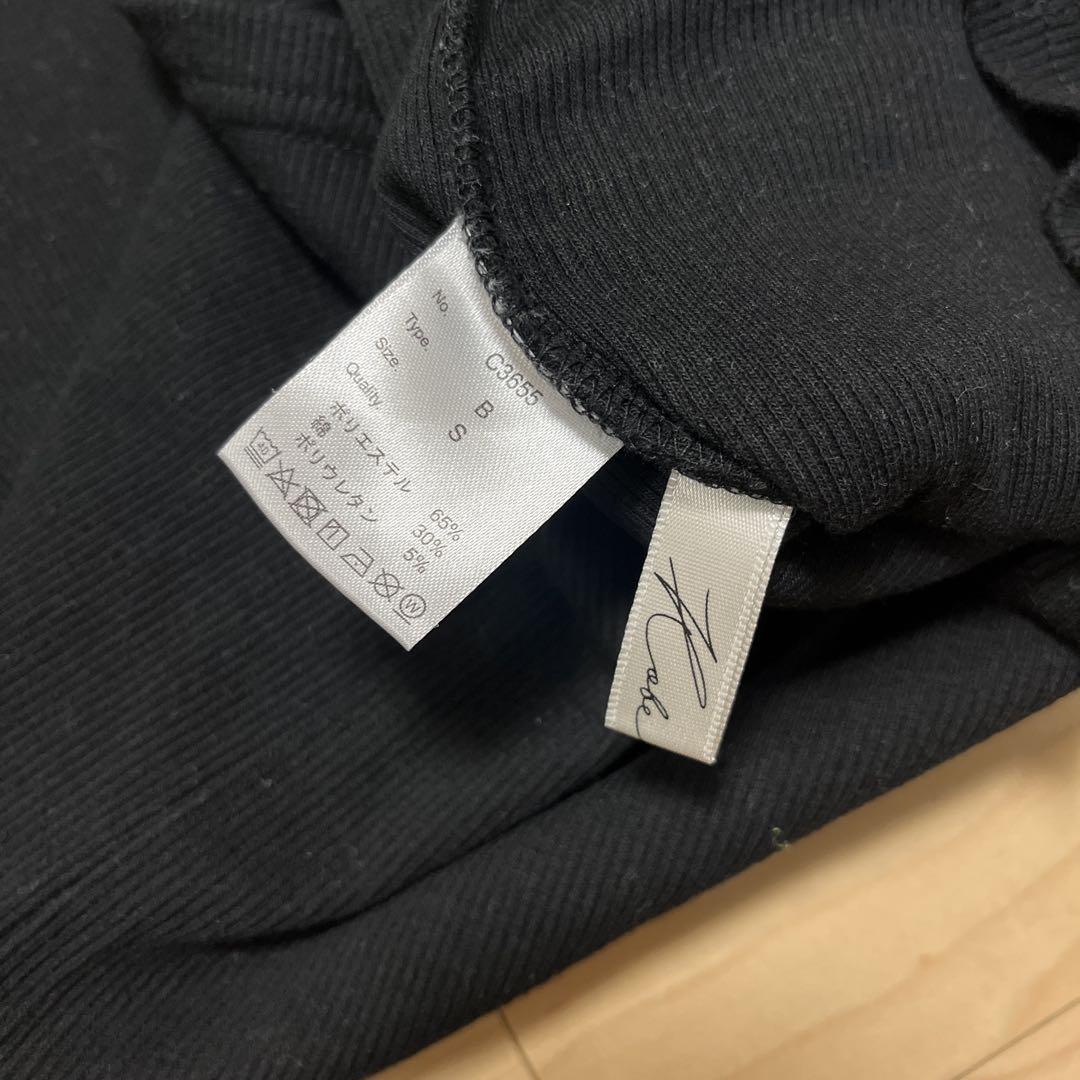 No. C3655
Type. B
Size. S
Quality.
ポリエステル 65%
綿 30%
ポリウレタン 5%
40
W